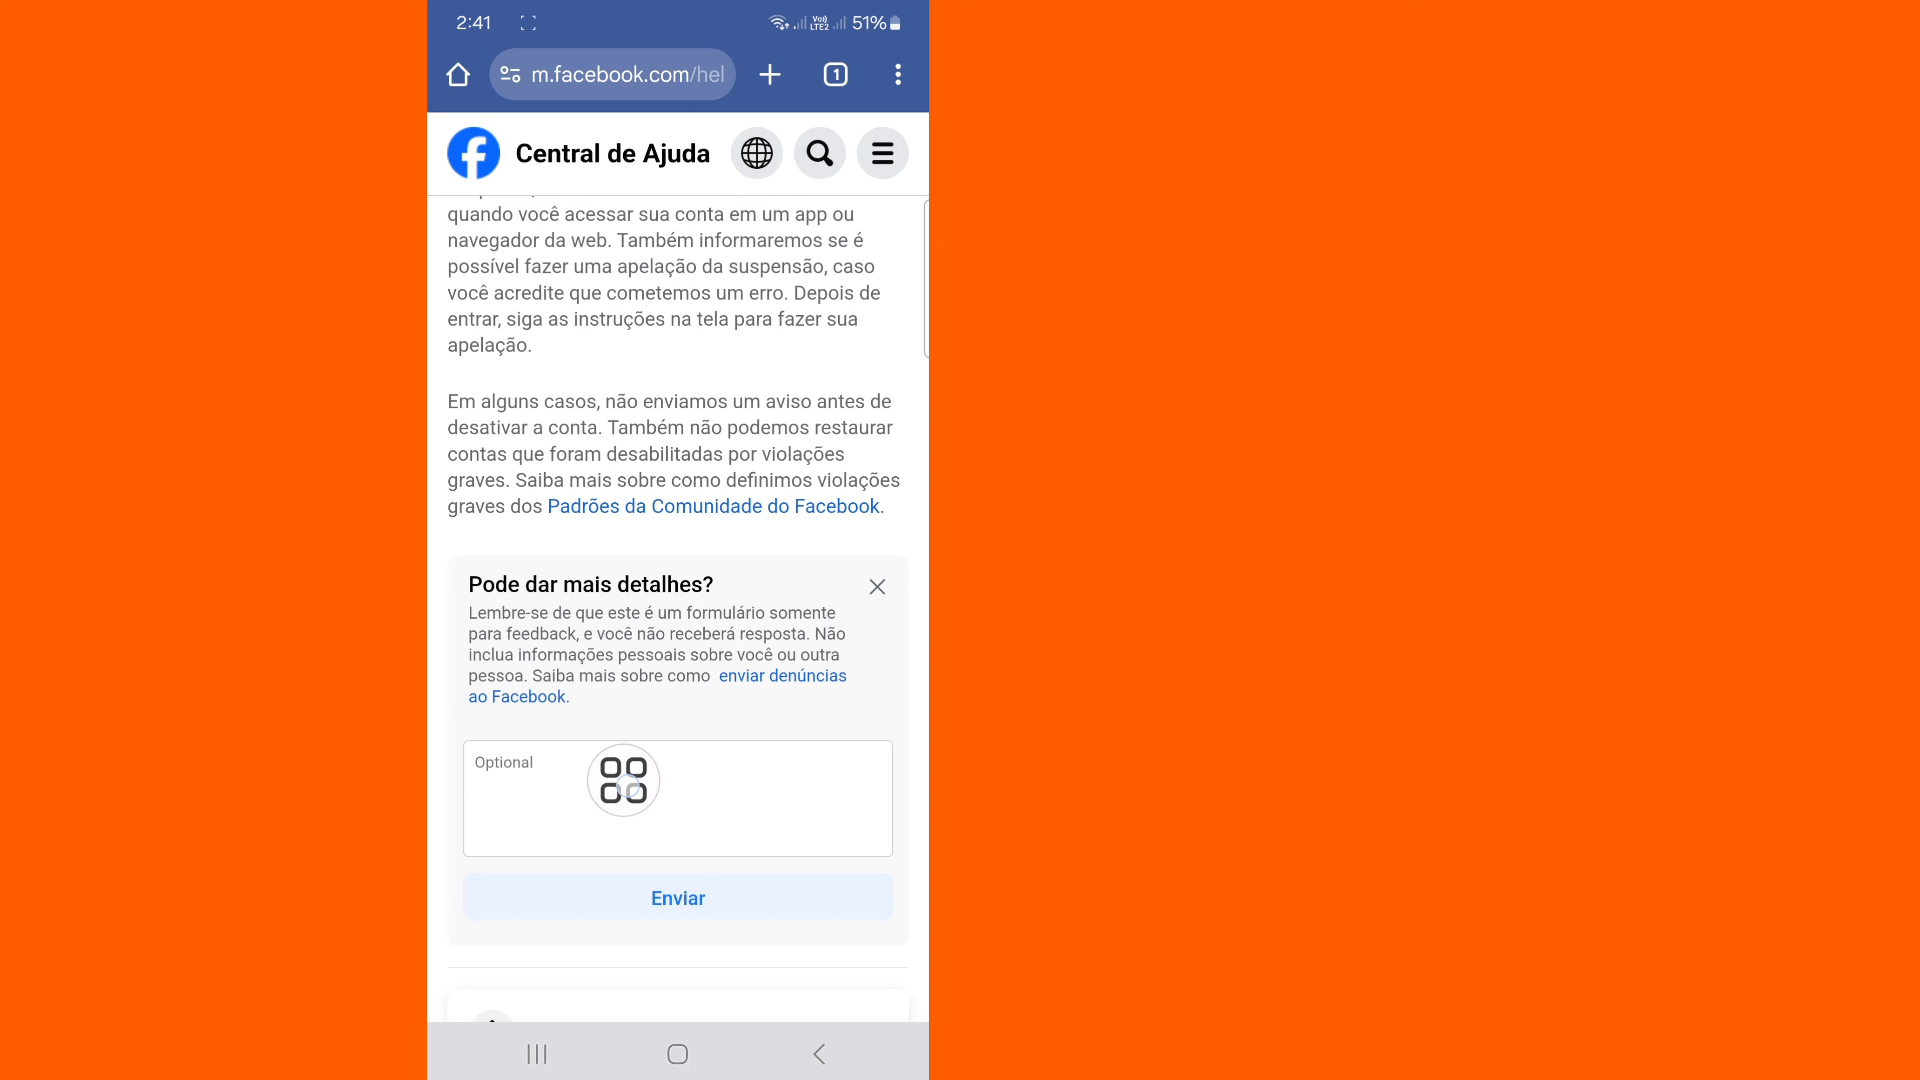 2:41
Vo)) LTE2
51%
m.facebook.com/hel
1
Central de Ajuda
quando você acessar sua conta em um app ou
navegador da web. Também informaremos se é
possível fazer uma apelação da suspensão, caso
você acredite que cometemos um erro. Depois de
entrar, siga as instruções na tela para fazer sua
apelação.
Em alguns casos, não enviamos um aviso antes de
desativar a conta. Também não podemos restaurar
contas que foram desabilitadas por violações
graves. Saiba mais sobre como definimos violações
graves dos Padrões da Comunidade do Facebook.
Pode dar mais detalhes?
Lembre-se de que este é um formulário somente
para feedback, e você não receberá resposta. Não
inclua informações pessoais sobre você ou outra
pessoa. Saiba mais sobre como enviar denúncias
ao Facebook.
Optional
Enviar